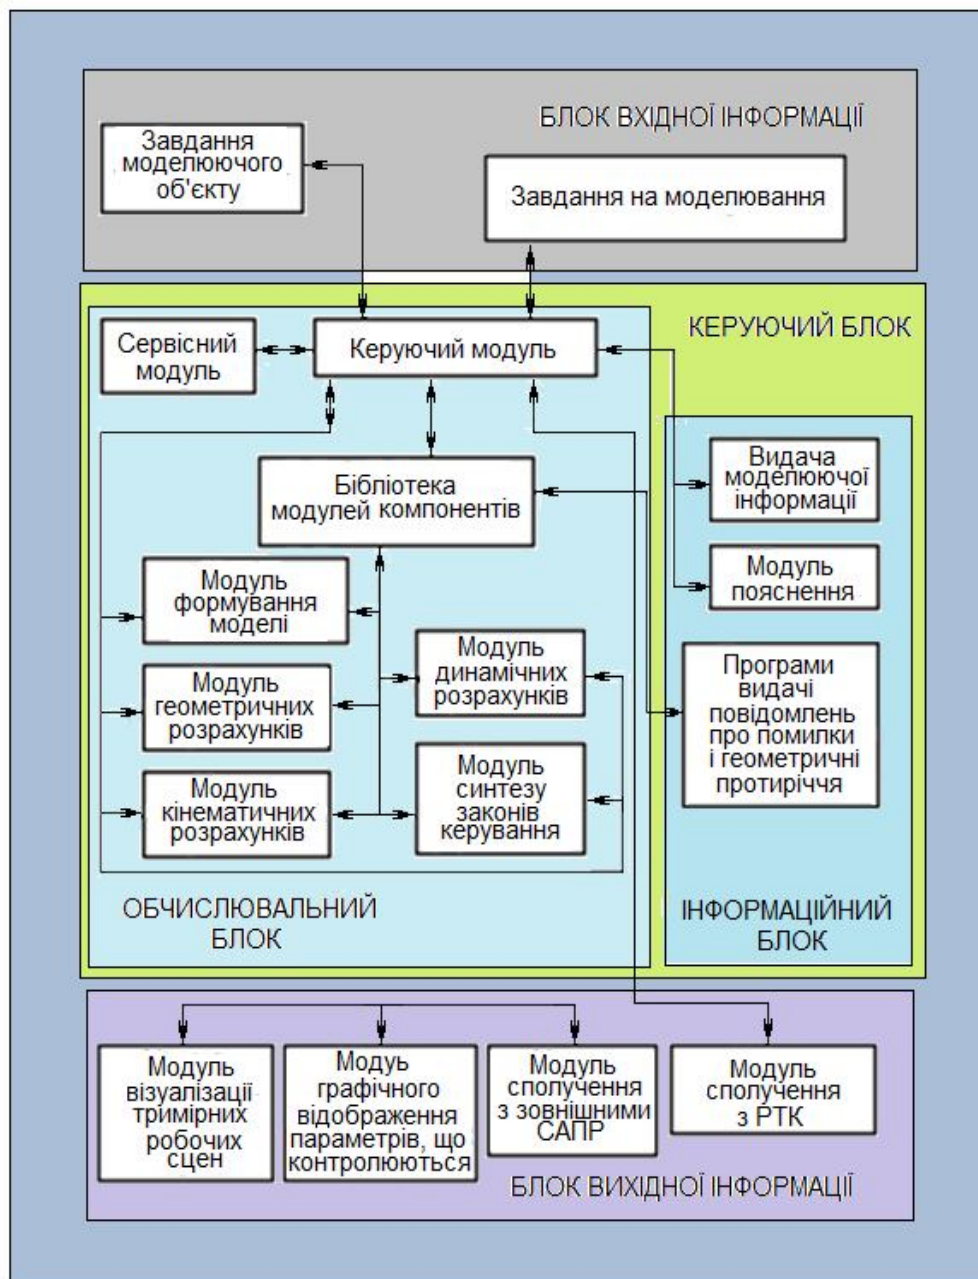 БЛОК ВХІДНОЇ ІНФОРМАЦІЇ
Завдання
моделюючого
об'єкту
Завдання на моделювання
КЕРУЮЧИЙ БЛОК
Сервісний
модуль
Керуючий модуль
Бібліотека
модулей компонентів
Видача
моделюючої
інформації
Модуль
пояснення
Модуль
формування
моделі
Модуль
динамічних
розрахунків
Програми
видачі
повідомлень
про помилки
і геометричні
протиріччя
Модуль
геометричних
розрахунків
Модуль
кінематичних
розрахунків
Модуль
синтезу
законів
керування
ОБЧИСЛЮВАЛЬНИЙ
БЛОК
ІНФОРМАЦІЙНИЙ
БЛОК
Модуль
візуалізації
тримірних
робочих
сцен
Модуь
графічного
відображення
параметрів, що
контролюються
Модуль
сполучення
з зовнішними
САПР
Модуль
сполучення
з РТК
БЛОК ВИХІДНОЇ ІНФОРМАЦІЇ